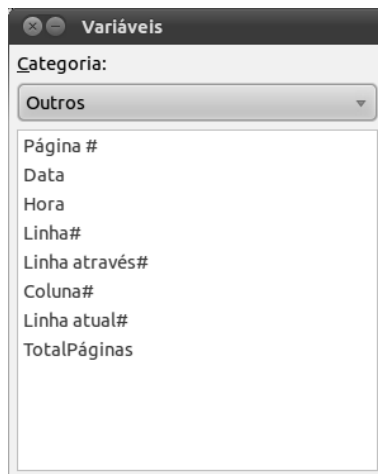 Variáveis
Categoria:
Outros
Página #
Data
Hora
Linha#
Linha através#
Coluna#
Linha atual#
TotalPáginas